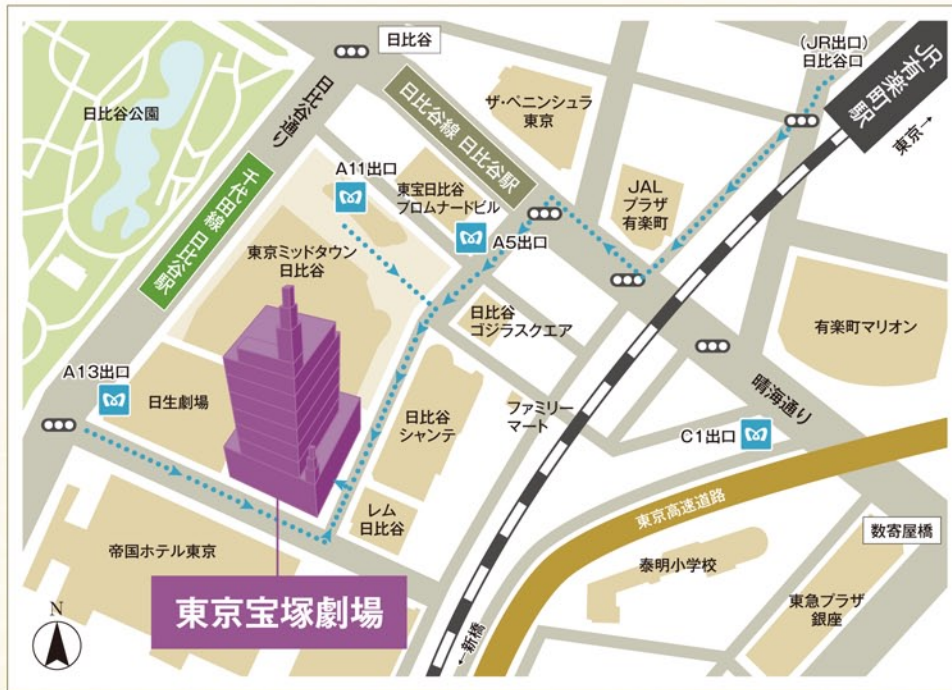 日比谷
(JR出口)
日比谷口
JR有楽町駅
東京→
日比谷公園
日比谷通り
日比谷線 日比谷駅
ザ・ペニンシュラ
東京
A11出口
東宝日比谷
プロムナードビル
JAL
プラザ
有楽町
千代田線 日比谷駅
A5出口
東京ミッドタウン
日比谷
日比谷
ゴジラスクエア
有楽町マリオン
A13出口
日生劇場
日比谷
シャンテ
ファミリー
マート
晴海通り
C1出口
東京高速道路
レム
日比谷
帝国ホテル東京
数寄屋橋
泰明小学校
東急プラザ
銀座
東京宝塚劇場
←新橋
N